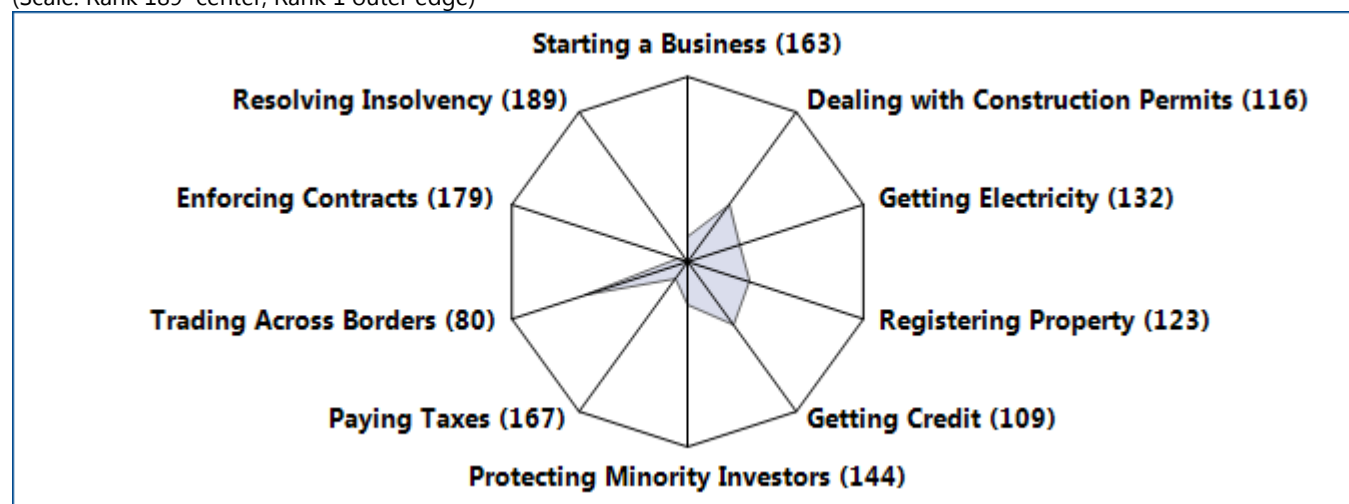 (Scale: Rank 189 center, Rank 1 outer edge)
Starting a Business (163)
Resolving Insolvency (189)
Dealing with Construction Permits (116)
Enforcing Contracts (179)
Getting Electricity (132)
Trading Across Borders (80)
Registering Property (123)
Paying Taxes (167)
Getting Credit (109)
Protecting Minority Investors (144)